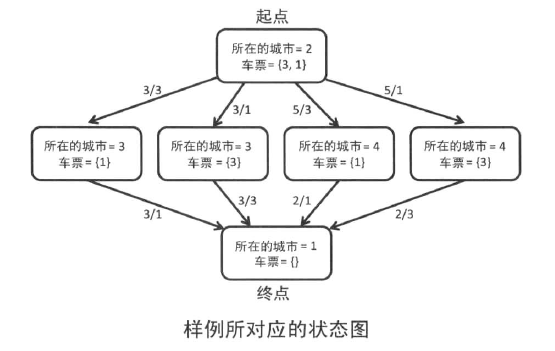 起点
所在的城市 = 2
车票 = {3, 1}
3/3
3/1
5/3
5/1
所在的城市 = 3
车票 = {1}
所在的城市 = 3
车票 = {3}
所在的城市 = 4
车票 = {1}
所在的城市 = 4
车票 = {3}
3/1
3/3
2/1
2/3
所在的城市 = 1
车票 = {}
终点
样例所对应的状态图